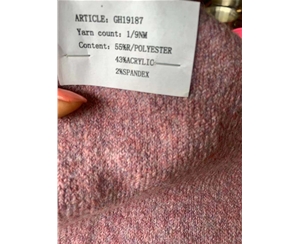 ARTICLE: GH19187
Yarn count: 1/9NM
Content: 55%R/POLYESTER
43%ACRYLIC
2%SPANDEX